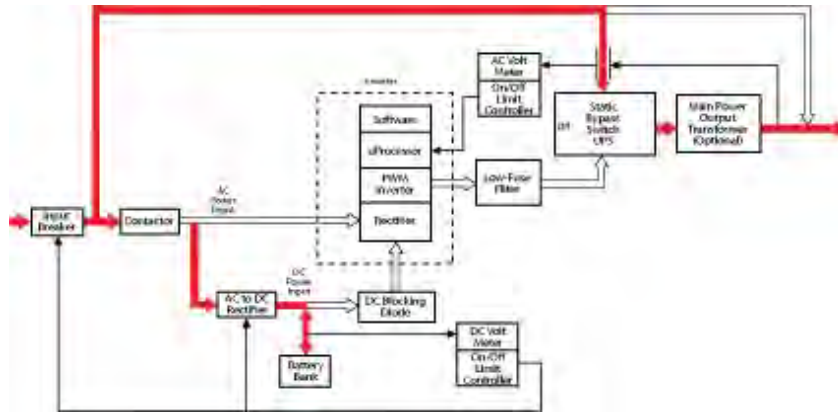 AC Volt
Meter
On/Off
Limit
Controller
Software
uProcessor
PWM
Inverter
Rectifier
Low-Pass
Filter
Off
Static
Bypass
Switch
UPS
Main Power
Output
Transformer
(Optional)
Input
Breaker
Contactor
AC
Power
Input
AC to DC
Rectifier
DC
Power
Input
DC Blocking
Diode
Battery
Bank
DC Volt
Meter
On-Off
Limit
Controller